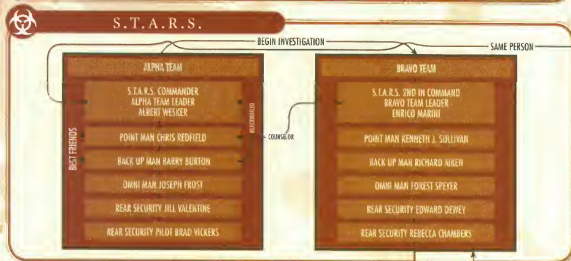 S.T.A.R.S.
BEGIN INVESTIGATION
SAME PERSON
ALPHA TEAM
S.T.A.R.S. COMMANDER
ALPHA TEAM LEADER
ALBERT WESKER
POINT MAN CHRIS REDFIELD
BACK UP MAN BARRY BURTON
OMNI MAN JOSEPH FROST
REAR SECURITY JILL VALENTINE
REAR SECURITY PILOT BRAD VICKERS
BEST FRIENDS
BLACKMAILED
COUNSELOR
BRAVO TEAM
S.T.A.R.S. 2ND IN COMMAND
BRAVO TEAM LEADER
ENRICO MARINI
POINT MAN KENNETH J. SULLIVAN
BACK UP MAN RICHARD AIKEN
OMNI MAN FOREST SPEYER
REAR SECURITY EDWARD DEWEY
REAR SECURITY REBECCA CHAMBERS